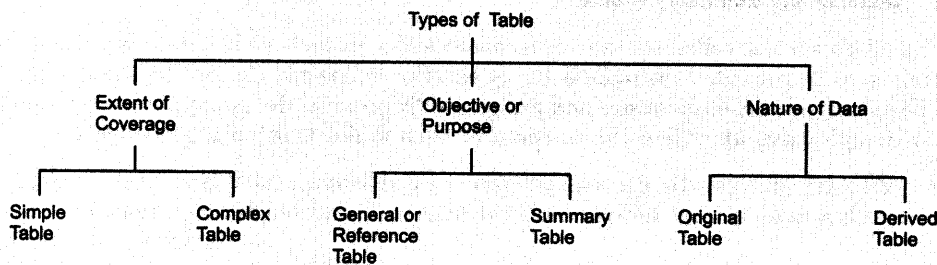 Types of Table
Extent of
Coverage
Objective or
Purpose
Nature of Data
Simple
Table
Complex
Table
General or
Reference
Table
Summary
Table
Original
Table
Derived
Table